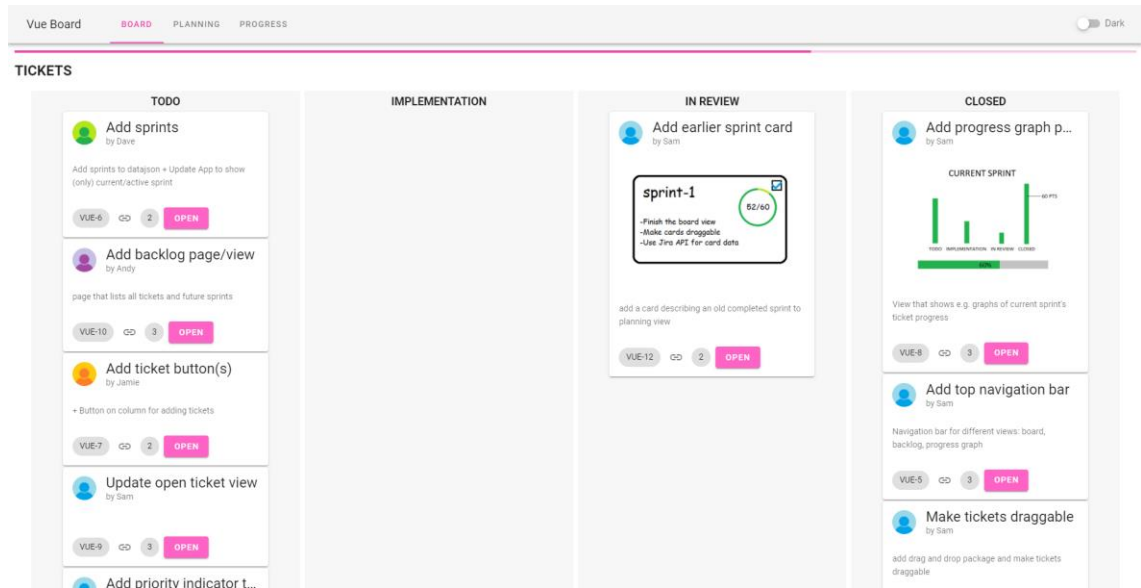 Vue Board BOARD PLANNING PROGRESS Dark
TICKETS
TODO
Add sprints
by Dave
Add sprints to datajson + Update App to show
(only) current/active sprint
VUE-6 2 OPEN
Add backlog page/view
by Andy
page that lists all tickets and future sprints
VUE-10 3 OPEN
Add ticket button(s)
by Jamie
+ Button on column for adding tickets
VUE-7 2 OPEN
Update open ticket view
by Sam
VUE-9 3 OPEN
Add priority indicator t...
IMPLEMENTATION
IN REVIEW
Add earlier sprint card
by Sam
sprint-1
52/60
-Finish the board view
-Make cards draggable
-Use Jira API for card data
add a card describing an old completed sprint to
planning view
VUE-12 2 OPEN
CLOSED
Add progress graph p...
by Sam
CURRENT SPRINT
60 PTS
TODO IMPLEMENTATION IN REVIEW CLOSED
60%
View that shows e.g. graphs of current sprint's
ticket progress
VUE-8 3 OPEN
Add top navigation bar
by Sam
Navigation bar for different views: board,
backlog, progress graph
VUE-5 3 OPEN
Make tickets draggable
by Sam
add drag and drop package and make tickets
draggable